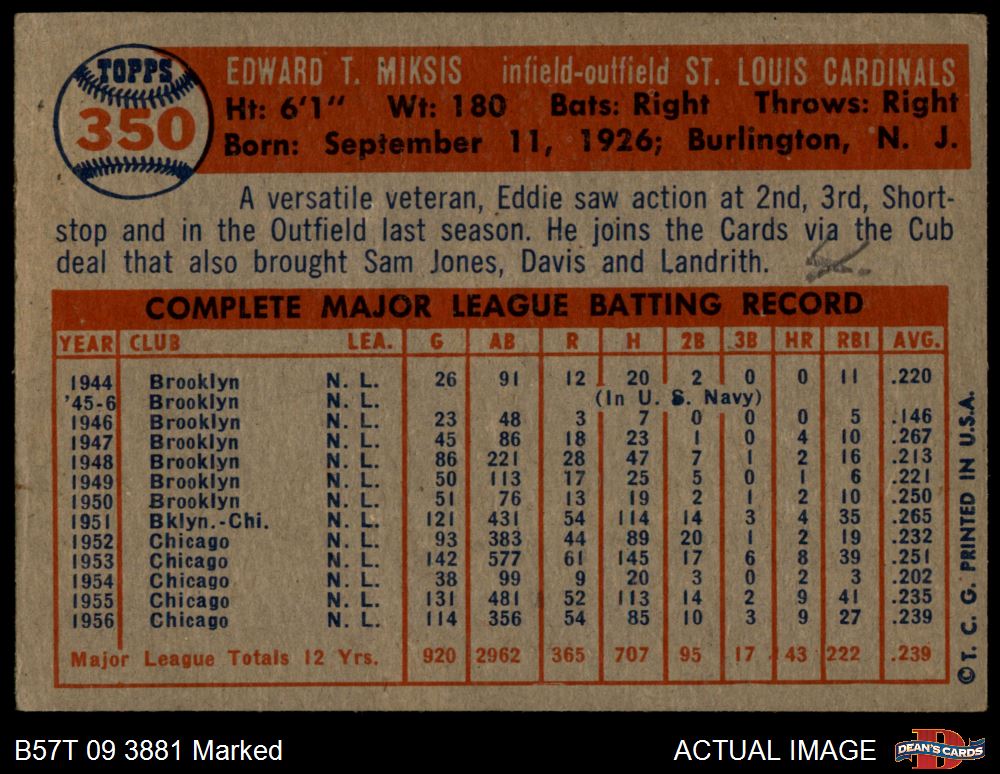 TOPPS
350
EDWARD T. MIKSIS infield-outfield ST. LOUIS CARDINALS
Ht: 6'1" Wt: 180 Bats: Right Throws: Right
Born: September 11, 1926; Burlington, N. J.
A versatile veteran, Eddie saw action at 2nd, 3rd, Short-
stop and in the Outfield last season. He joins the Cards via the Cub
deal that also brought Sam Jones, Davis and Landrith.
COMPLETE MAJOR LEAGUE BATTING RECORD
YEAR CLUB LEA. G AB R H 2B 3B HR RBI AVG.
1944 Brooklyn N. L. 26 91 12 20 2 0 0 11 .220
'45-6 Brooklyn N. L. (In U. S. Navy)
1946 Brooklyn N. L. 23 48 3 7 0 0 0 5 .146
1947 Brooklyn N. L. 45 86 18 23 1 0 4 10 .267
1948 Brooklyn N. L. 86 221 28 47 7 1 2 16 .213
1949 Brooklyn N. L. 50 113 17 25 5 0 1 6 .221
1950 Brooklyn N. L. 51 76 13 19 2 1 2 10 .250
1951 Bklyn.-Chi. N. L. 121 431 54 114 14 3 4 35 .265
1952 Chicago N. L. 93 383 44 89 20 1 2 19 .232
1953 Chicago N. L. 142 577 61 145 17 6 8 39 .251
1954 Chicago N. L. 38 99 9 20 3 0 2 3 .202
1955 Chicago N. L. 131 481 52 113 14 2 9 41 .235
1956 Chicago N. L. 114 356 54 85 10 3 9 27 .239
Major League Totals 12 Yrs. 920 2962 365 707 95 17 43 222 .239
© T. C. G. PRINTED IN U.S.A.
B57T 09 3881 Marked
ACTUAL IMAGE
DEAN'S CARDS